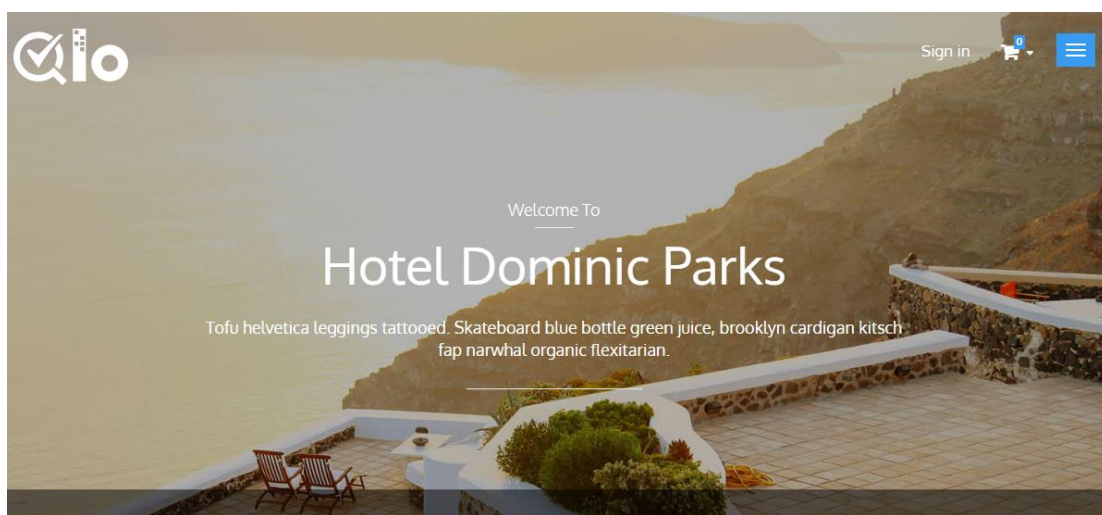 Qlo
Sign in
0
Welcome To
Hotel Dominic Parks
Tofu helvetica leggings tattooed. Skateboard blue bottle green juice, brooklyn cardigan kitsch
fap narwhal organic flexitarian.